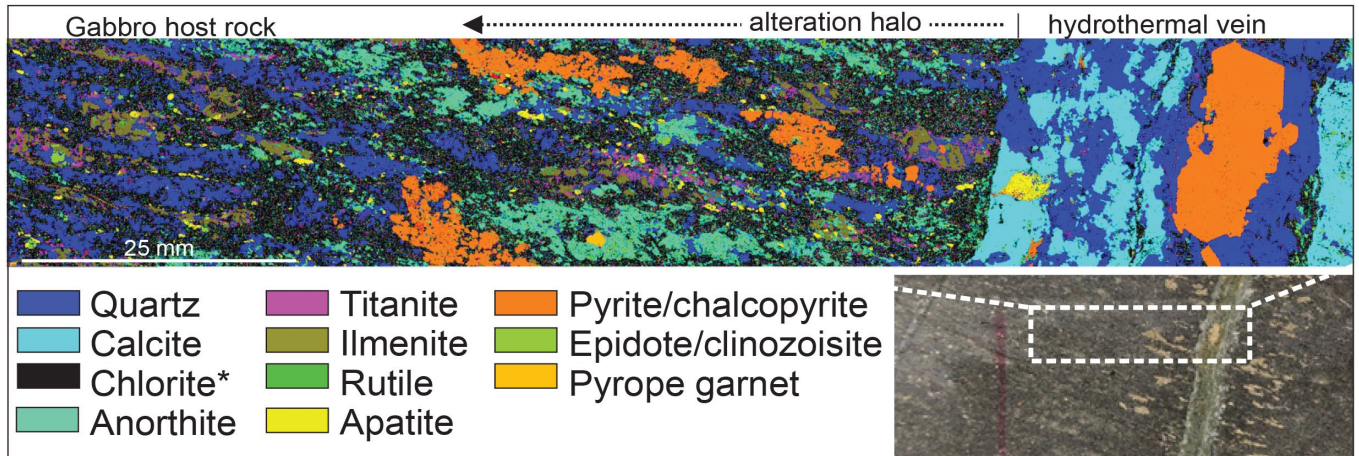 Gabbro host rock alteration halo hydrothermal vein
25 mm
Quartz Titanite Pyrite/chalcopyrite
Calcite Ilmenite Epidote/clinozoisite
Chlorite* Rutile Pyrope garnet
Anorthite Apatite